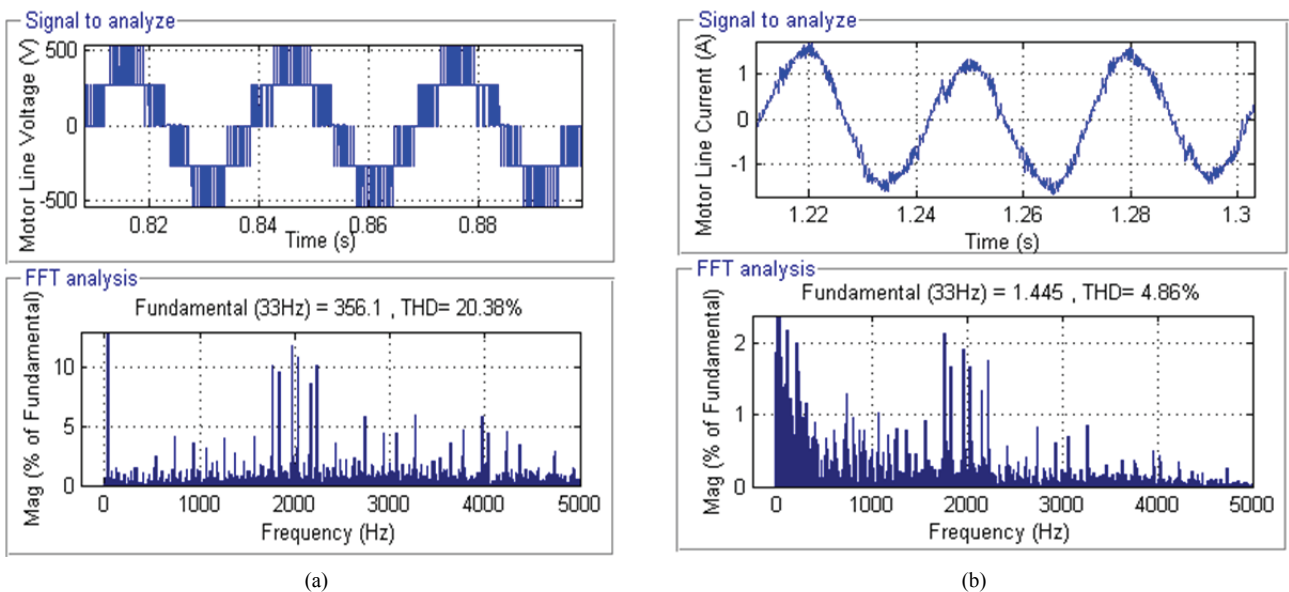 Signal to analyze
Motor Line Voltage (V)
500
0
-500
0.82 0.84 0.86 0.88
Time (s)
FFT analysis
Fundamental (33Hz) = 356.1 , THD= 20.38%
Mag (% of Fundamental)
10
5
0
0 1000 2000 3000 4000 5000
Frequency (Hz)
(a)
Signal to analyze
Motor Line Current (A)
1
0
-1
1.22 1.24 1.26 1.28 1.3
Time (s)
FFT analysis
Fundamental (33Hz) = 1.445 , THD= 4.86%
Mag (% of Fundamental)
2
1
0
0 1000 2000 3000 4000 5000
Frequency (Hz)
(b)